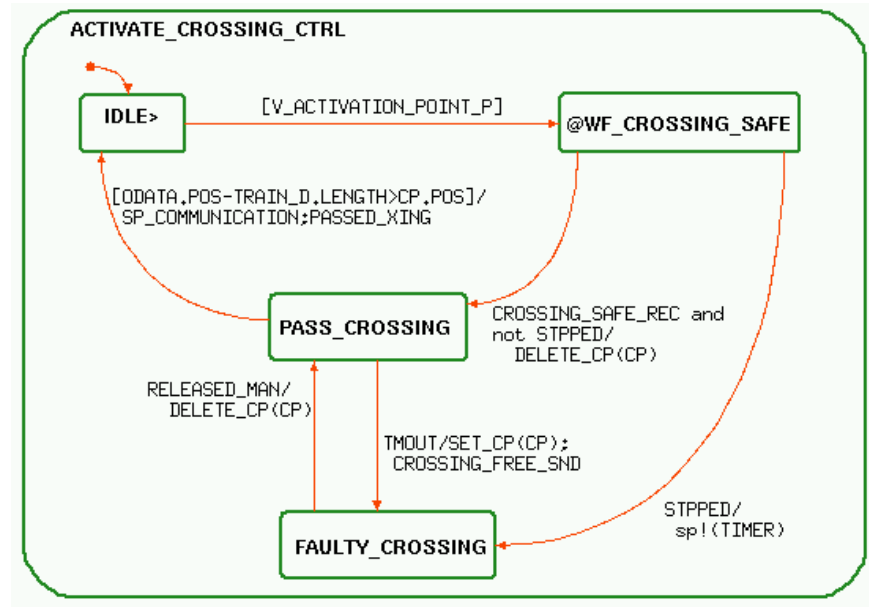 ACTIVATE_CROSSING_CTRL
IDLE>
[V_ACTIVATION_POINT_P]
@WF_CROSSING_SAFE
[ODATA.POS-TRAIN_D.LENGTH>CP.POS]/
SP_COMMUNICATION;PASSED_XING
PASS_CROSSING
CROSSING_SAFE_REC and
not STPPED/
DELETE_CP(CP)
RELEASED_MAN/
DELETE_CP(CP)
TMOUT/SET_CP(CP);
CROSSING_FREE_SND
STPPED/
sp!(TIMER)
FAULTY_CROSSING